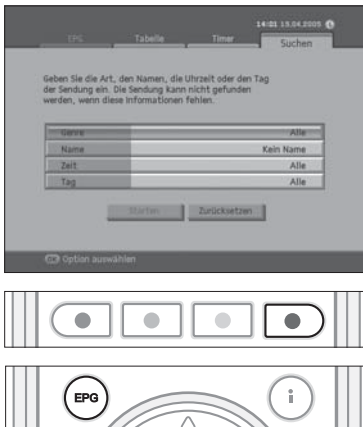 14:01 15.04.2005
EPG Tabelle Timer Suchen
Geben Sie die Art, den Namen, die Uhrzeit oder den Tag
der Sendung ein. Die Sendung kann nicht gefunden
werden, wenn diese Informationen fehlen.
Genre Alle
Name Kein Name
Zeit Alle
Tag Alle
Starten Zurücksetzen
OK Option auswählen
EPG i